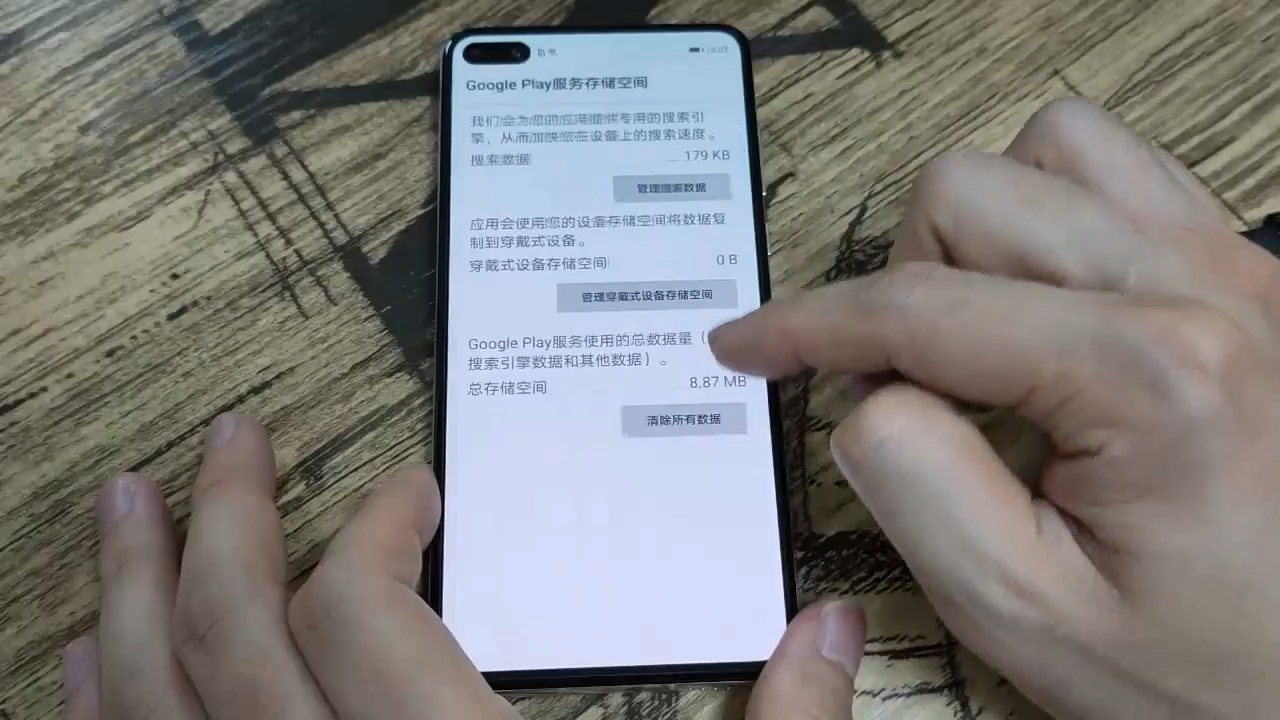 Google Play服务存储空间
我们会为您的应用提供专用的搜索引
擎，从而加快您在设备上的搜索速度。
搜索数据 179 KB
管理搜索数据
应用会使用您的设备存储空间将数据复
制到穿戴式设备。
穿戴式设备存储空间 0 B
管理穿戴式设备存储空间
Google Play服务使用的总数据量（
搜索引擎数据和其他数据）。
总存储空间 8.87 MB
清除所有数据